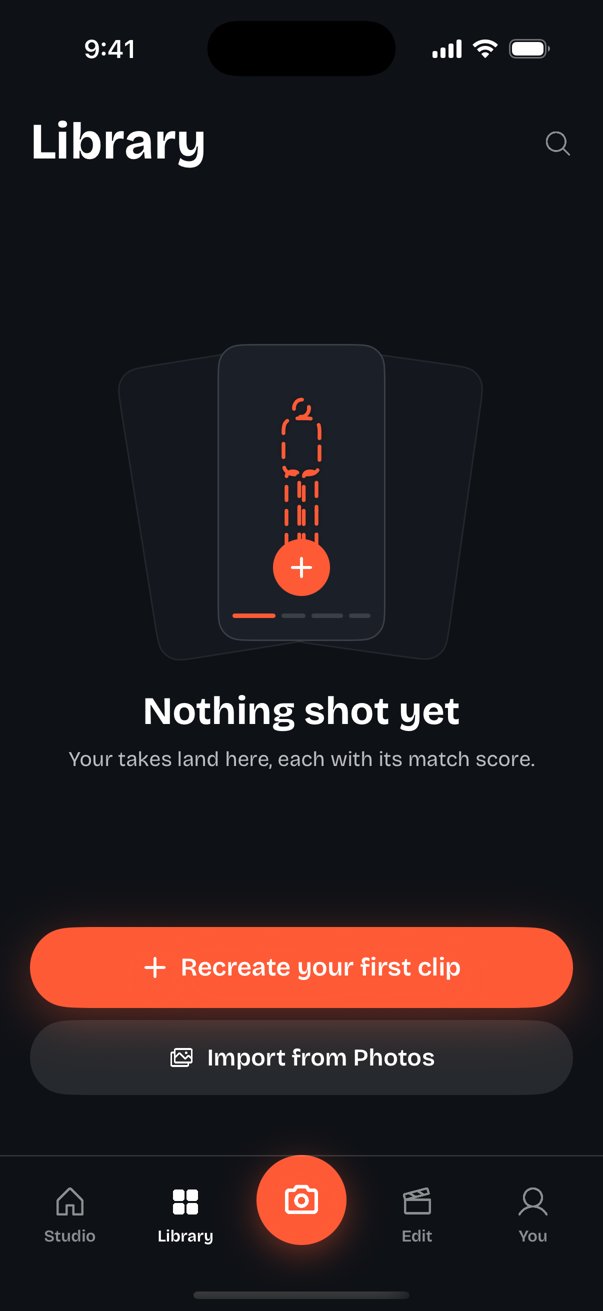 9:41
Library
Nothing shot yet
Your takes land here, each with its match score.
Recreate your first clip
Import from Photos
Studio
Library
Edit
You